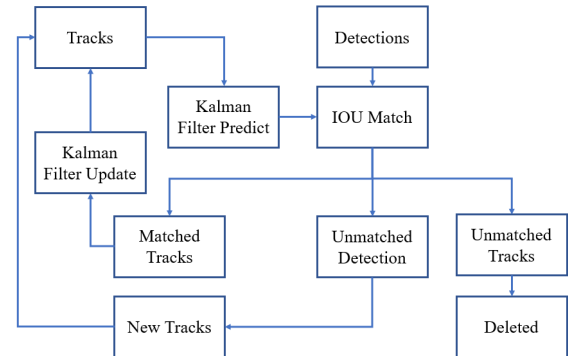 Tracks
Detections
Kalman
Filter Predict
IOU Match
Kalman
Filter Update
Matched
Tracks
Unmatched
Detection
Unmatched
Tracks
New Tracks
Deleted